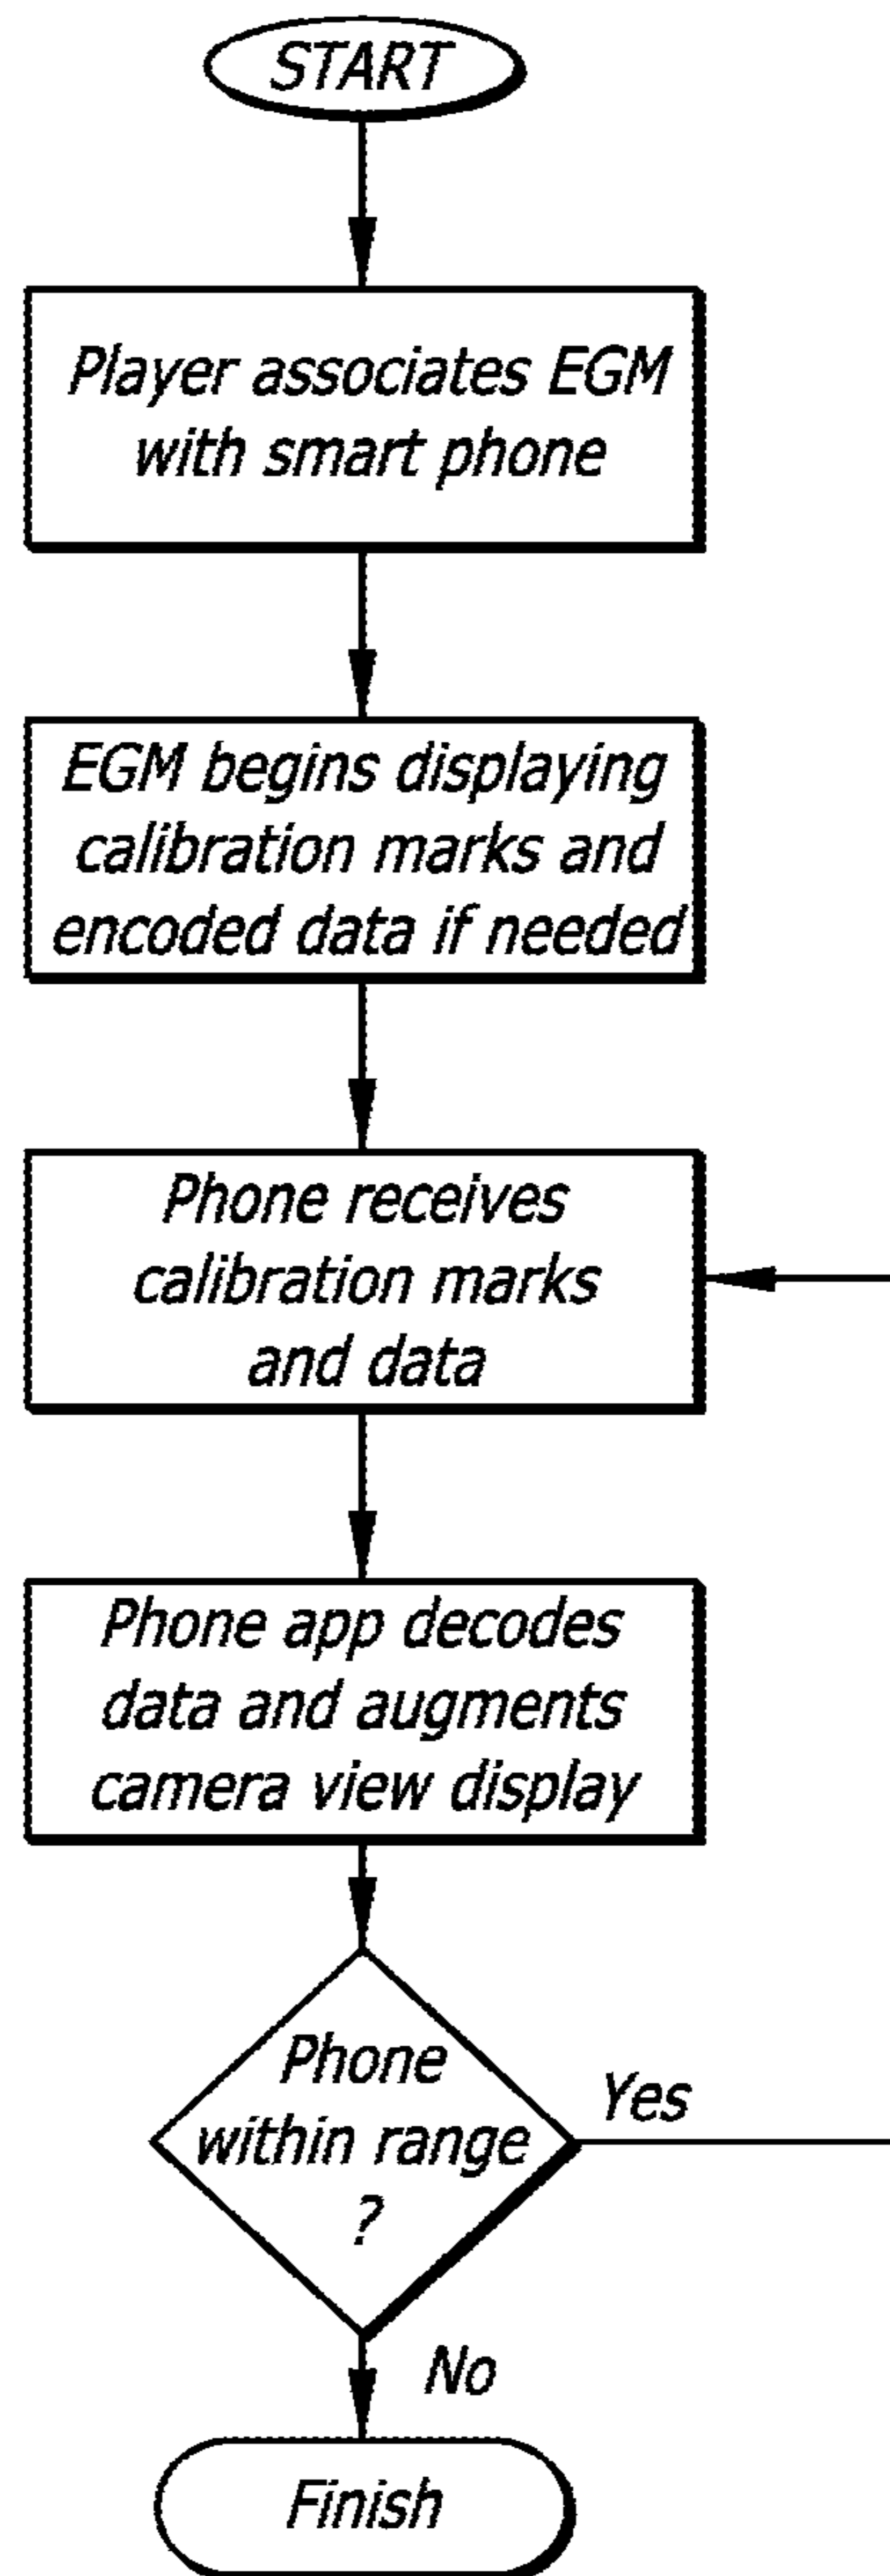 START
Player associates EGM
with smart phone
EGM begins displaying
calibration marks and
encoded data if needed
Phone receives
calibration marks
and data
Phone app decodes
data and augments
camera view display
Phone
within range
?
Yes
No
Finish